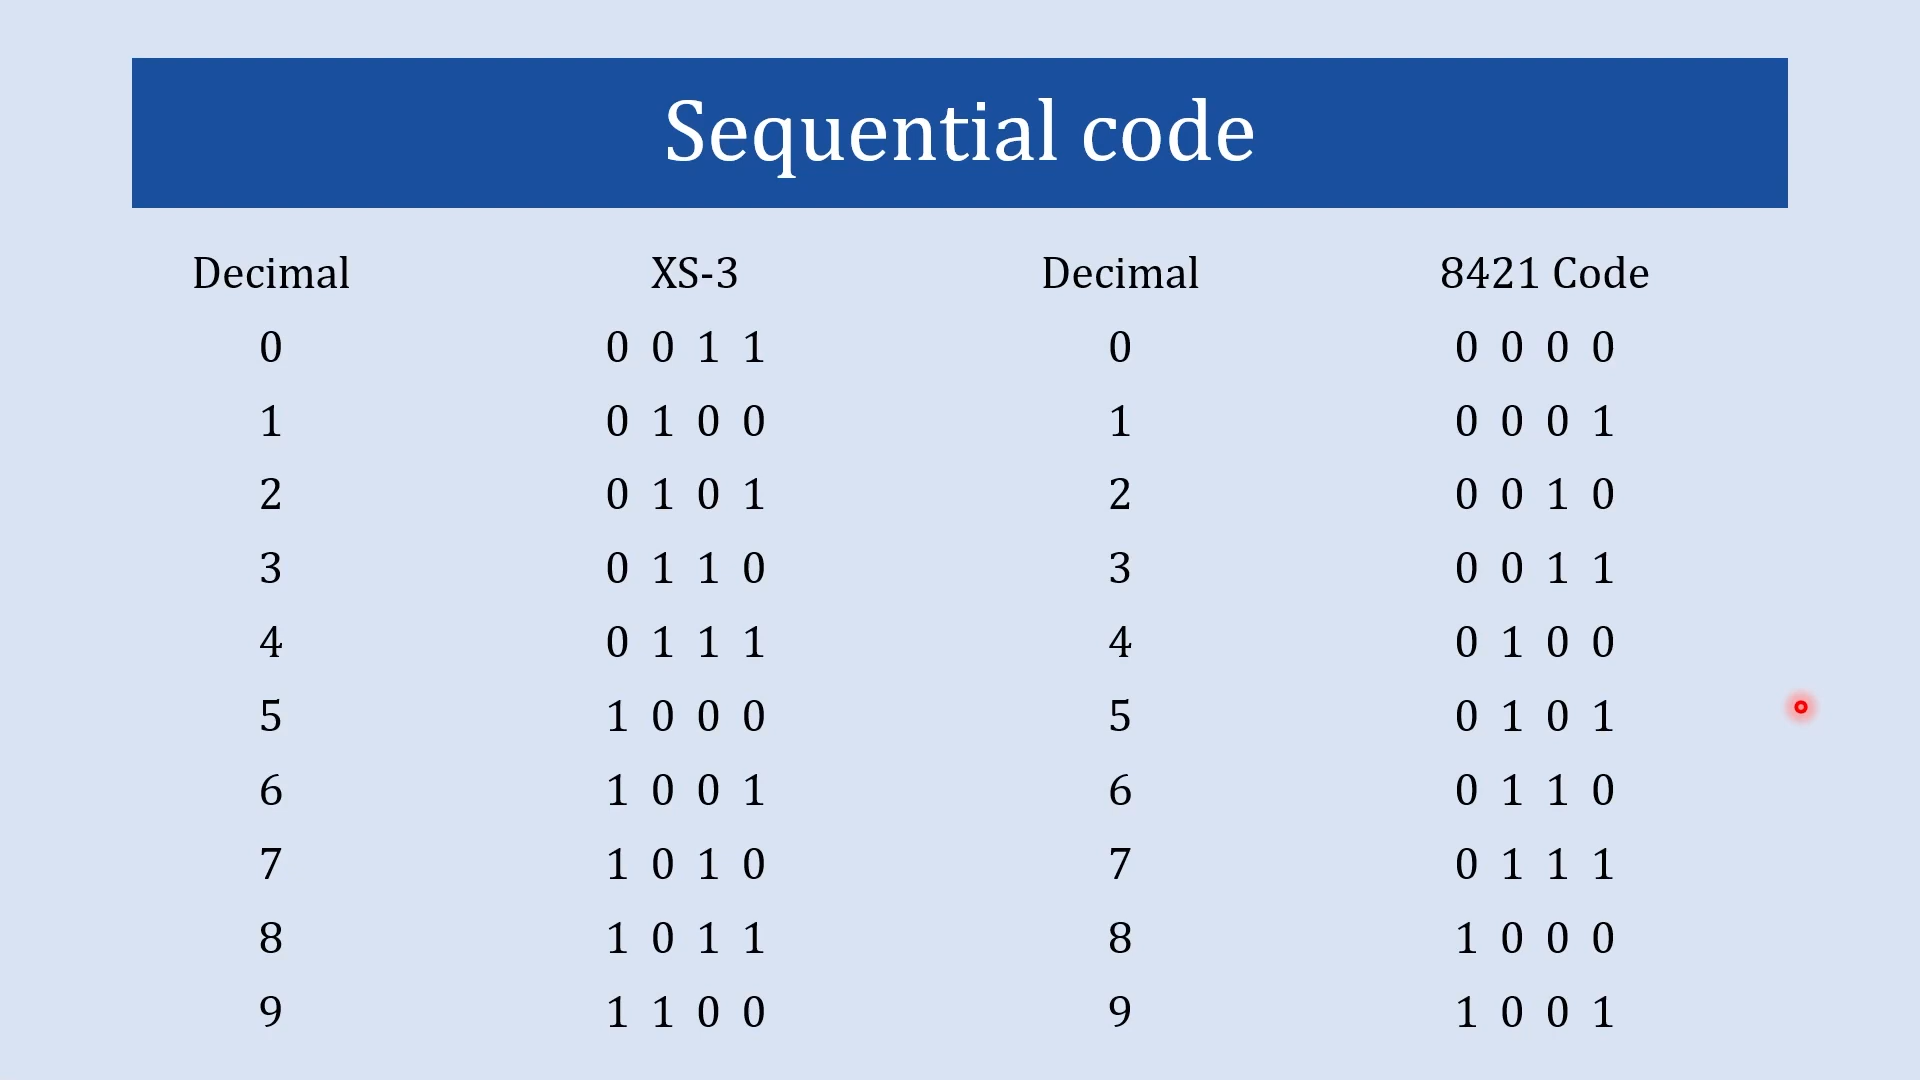 Sequential code
Decimal XS-3 Decimal 8421 Code
0 0 0 1 1 0 0 0 0 0
1 0 1 0 0 1 0 0 0 1
2 0 1 0 1 2 0 0 1 0
3 0 1 1 0 3 0 0 1 1
4 0 1 1 1 4 0 1 0 0
5 1 0 0 0 5 0 1 0 1
6 1 0 0 1 6 0 1 1 0
7 1 0 1 0 7 0 1 1 1
8 1 0 1 1 8 1 0 0 0
9 1 1 0 0 9 1 0 0 1